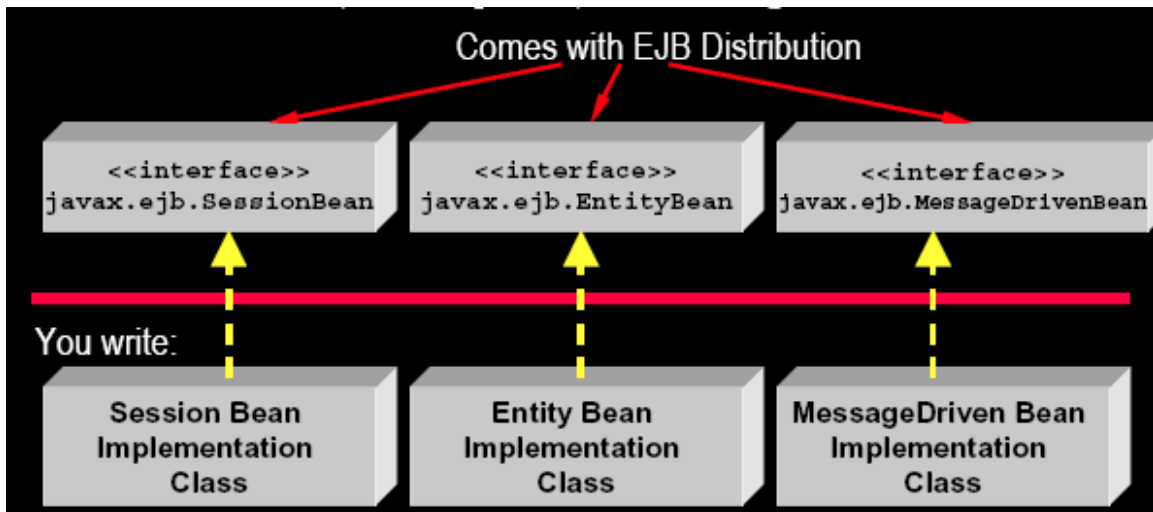 Comes with EJB Distribution
<<interface>>
javax.ejb.SessionBean
<<interface>>
javax.ejb.EntityBean
<<interface>>
javax.ejb.MessageDrivenBean
You write:
Session Bean
Implementation
Class
Entity Bean
Implementation
Class
MessageDriven Bean
Implementation
Class